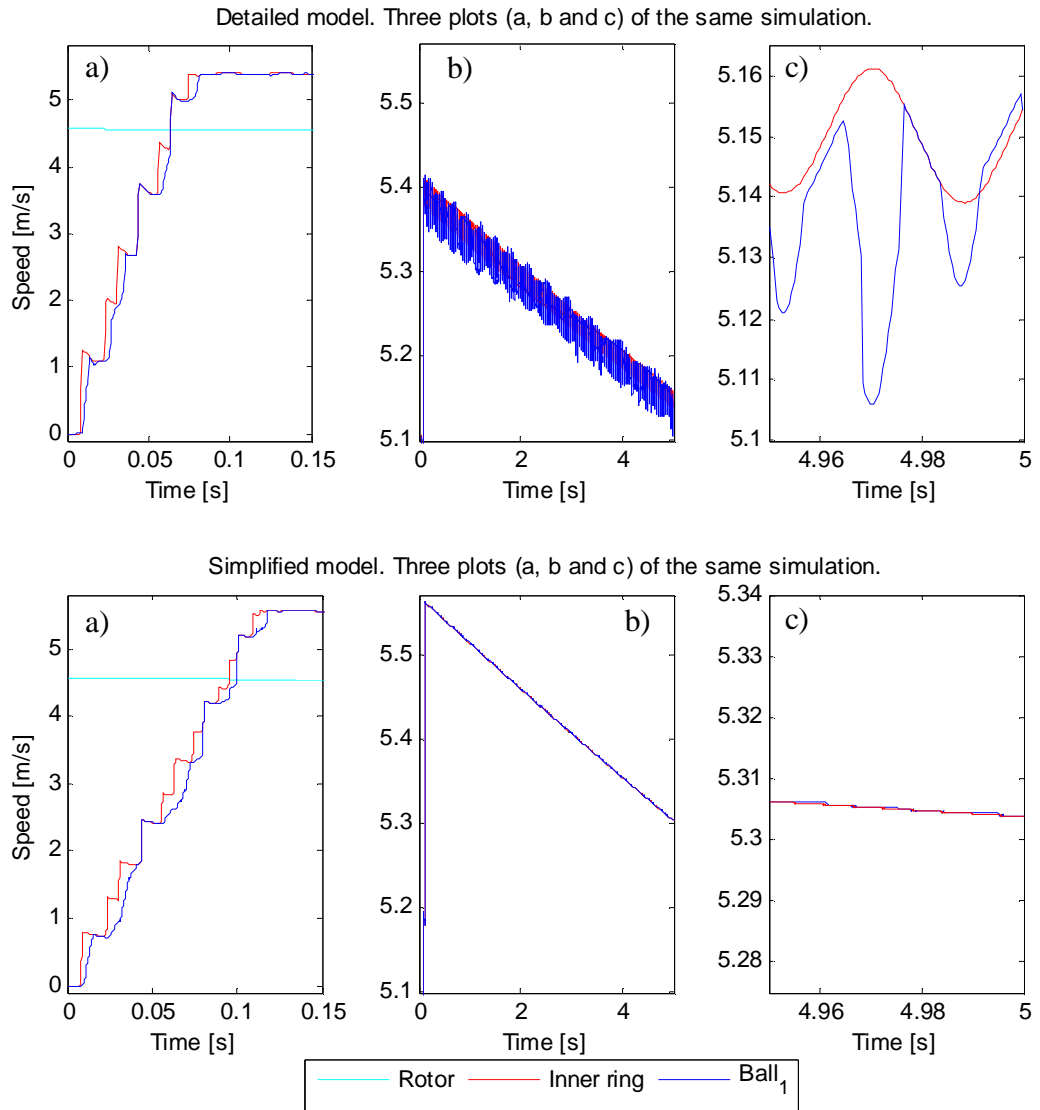 Detailed model. Three plots (a, b and c) of the same simulation.
a)
b)
c)
Speed [m/s]
5
4
3
2
1
0
0 0.05 0.1 0.15
Time [s]
5.5
5.4
5.3
5.2
5.1
0 2 4
Time [s]
5.16
5.15
5.14
5.13
5.12
5.11
5.1
4.96 4.98 5
Time [s]
Simplified model. Three plots (a, b and c) of the same simulation.
a)
b)
c)
Speed [m/s]
5
4
3
2
1
0
0 0.05 0.1 0.15
Time [s]
5.5
5.4
5.3
5.2
5.1
0 2 4
Time [s]
5.34
5.33
5.32
5.31
5.3
5.29
5.28
4.96 4.98 5
Time [s]
Rotor Inner ring Ball1